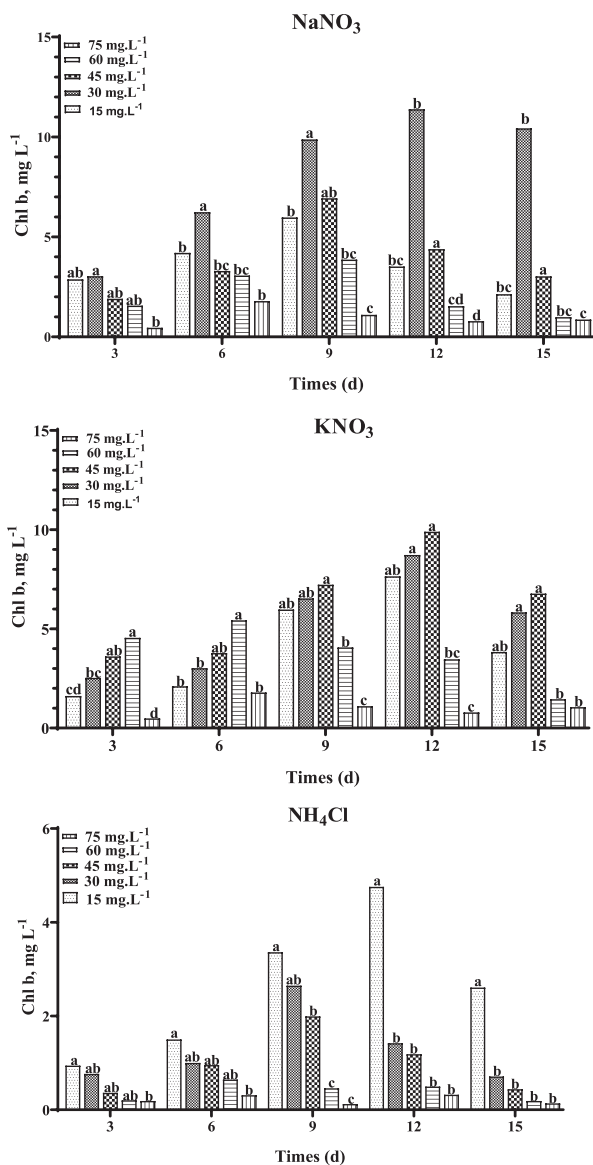 NaNO3
15
75 mg.L-1
60 mg.L-1
45 mg.L-1
30 mg.L-1
15 mg.L-1
10
5
0
Chl b, mg L-1
ab a ab ab b
b a bc bc b
b a ab b c
bc b a cd d
bc b a bc c
3 6 9 12 15
Times (d)
KNO3
15
75 mg.L-1
60 mg.L-1
45 mg.L-1
30 mg.L-1
15 mg.L-1
10
5
0
Chl b, mg L-1
cd bc ab a d
b b ab a b
ab ab a b c
ab a a bc c
ab a a b b
3 6 9 12 15
Times (d)
NH4Cl
6
75 mg.L-1
60 mg.L-1
45 mg.L-1
30 mg.L-1
15 mg.L-1
4
2
0
Chl b, mg L-1
a ab ab ab b
a ab ab ab b
a ab a c c
a b b b b
a b b b b
3 6 9 12 15
Times (d)